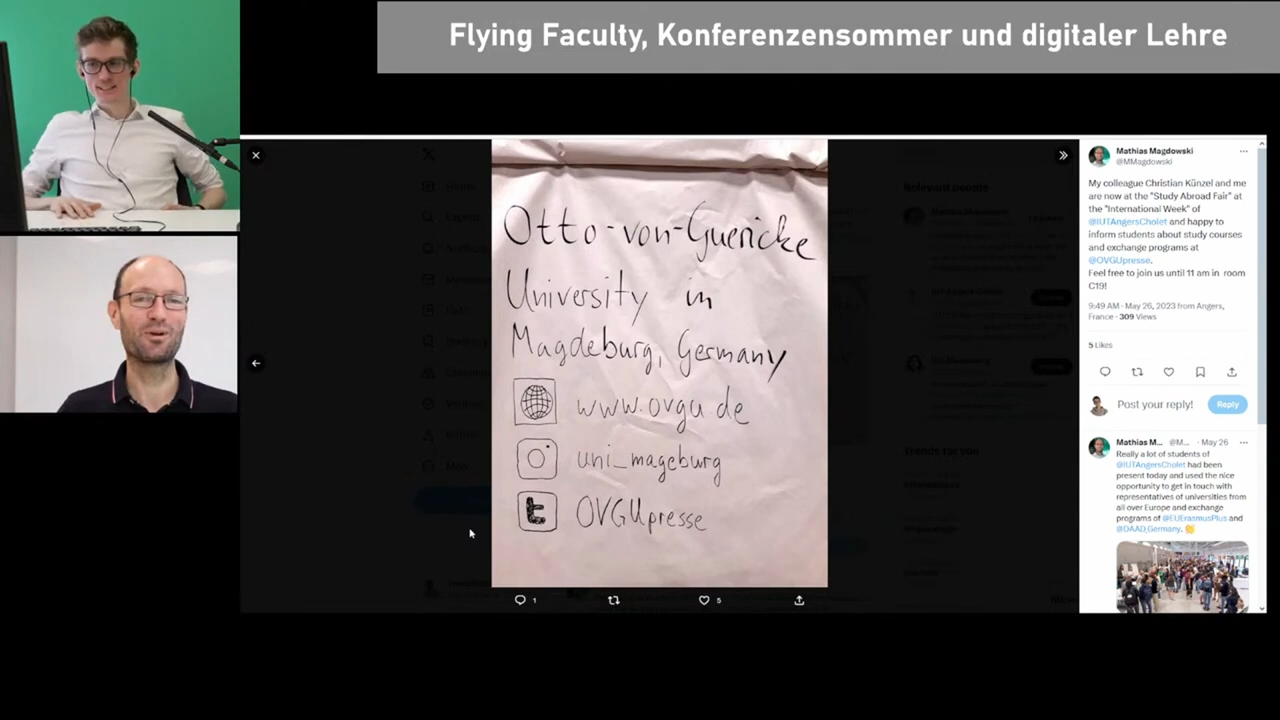 Flying Faculty, Konferenzensommer und digitaler Lehre
Otto-von-Guericke
University in
Magdeburg, Germany
www.ovgu.de
uni_mageburg
t OVGUpresse
1
5
Mathias Magdowski
@MMagdowski
My colleague Christian Künzel and me
are now at the "Study Abroad Fair" at
the "International Week" of
@IUTAngersCholet and happy to
inform students about study courses
and exchange programs at
@OVGUpresse.
Feel free to join us until 11 am in room
C19!
9:49 AM · May 26, 2023 from Angers,
France · 309 Views
5 Likes
Post your reply!
Reply
Mathias M... @M... · May 26
Really a lot of students of
@IUTAngersCholet had been
present today and used the nice
opportunity to get in touch with
representatives of universities from
all over Europe and exchange
programs of @EUErasmusPlus and
@DAAD_Germany.
Relevant people
Trends for you